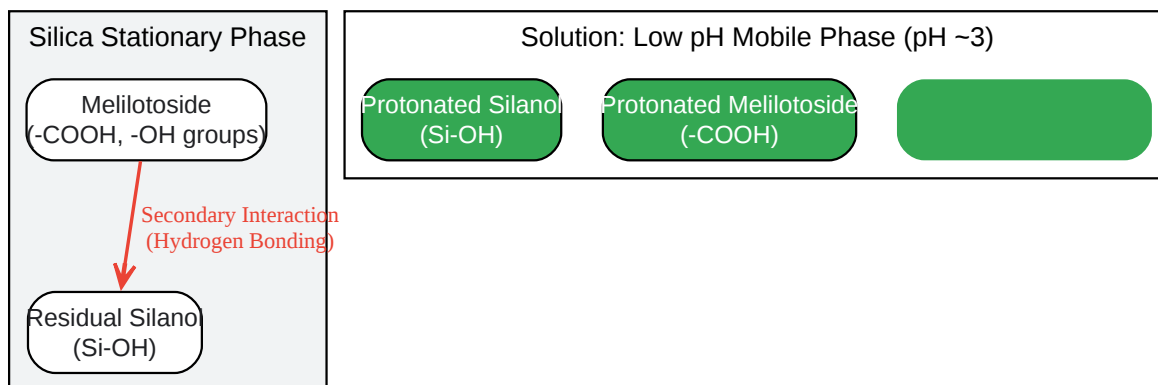 Silica Stationary Phase
Melilotoside
(-COOH, -OH groups)
Secondary Interaction
(Hydrogen Bonding)
Residual Silanol
(Si-OH)
Solution: Low pH Mobile Phase (pH ~3)
Protonated Silanol
(Si-OH)
Protonated Melilotoside
(-COOH)